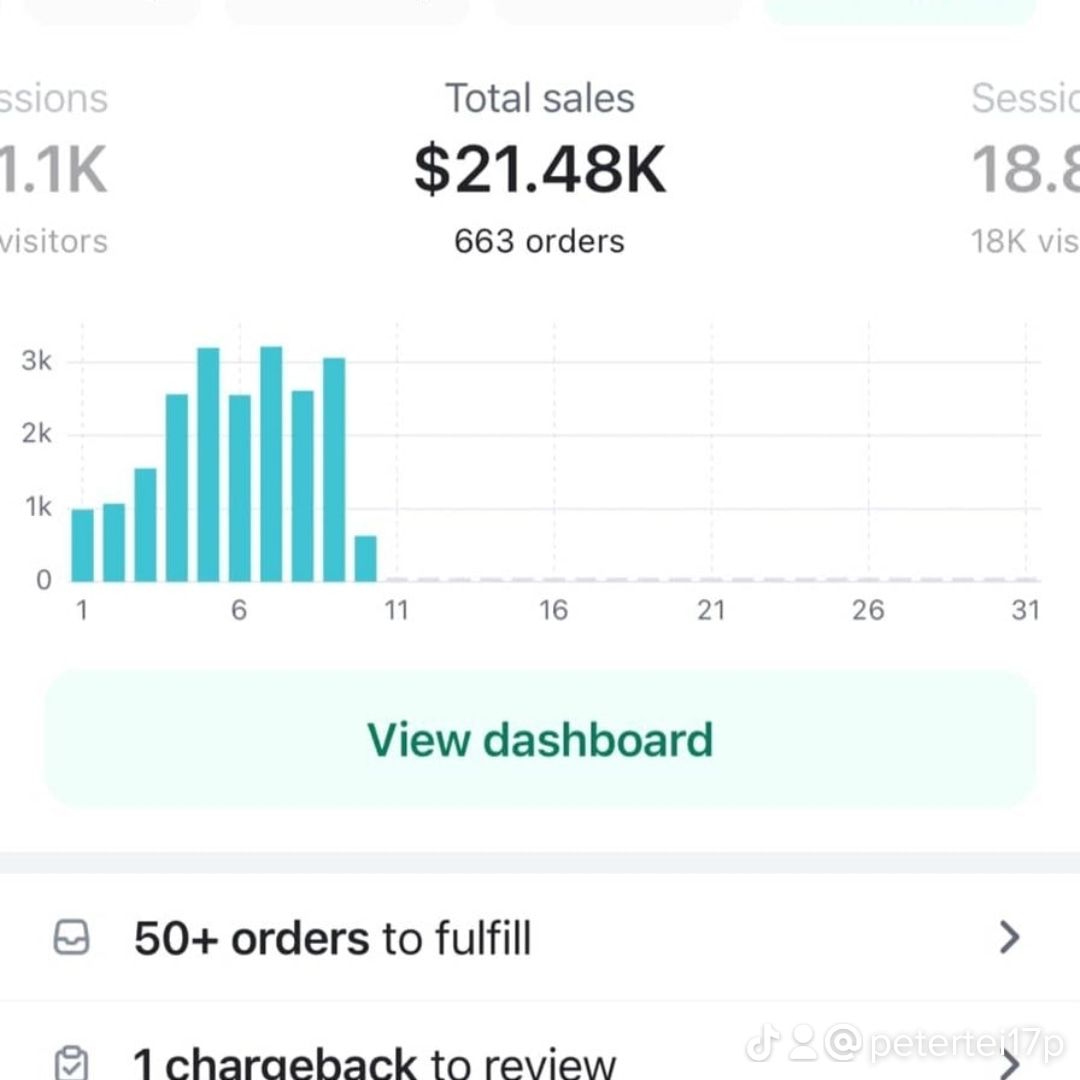 ssions
1.1K
visitors
Total sales
$21.48K
663 orders
Sessio
18.8
18K vis
3k
2k
1k
0
1 6 11 16 21 26 31
View dashboard
50+ orders to fulfill
1 chargeback to review
@petertei17p